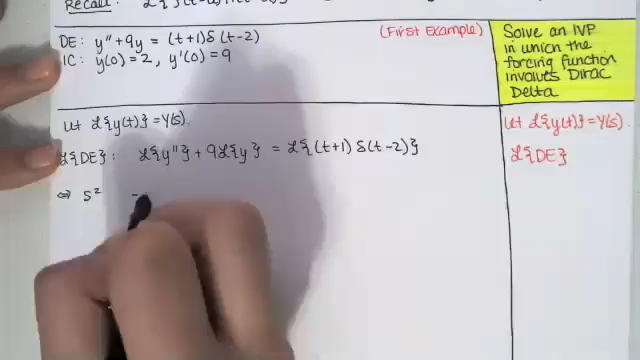 Recall:
DE: y'' + 9y = (t+1)δ(t-2)
IC: y(0) = 2, y'(0) = 9
(First Example)
Solve an IVP
in which the
forcing function
involves Dirac
Delta
Let ℒ{y(t)} = Y(s).
ℒ{DE}: ℒ{y''} + 9ℒ{y} = ℒ{(t+1) δ(t-2)}
⇔ s²
Let ℒ{y(t)} = Y(s)
ℒ{DE}